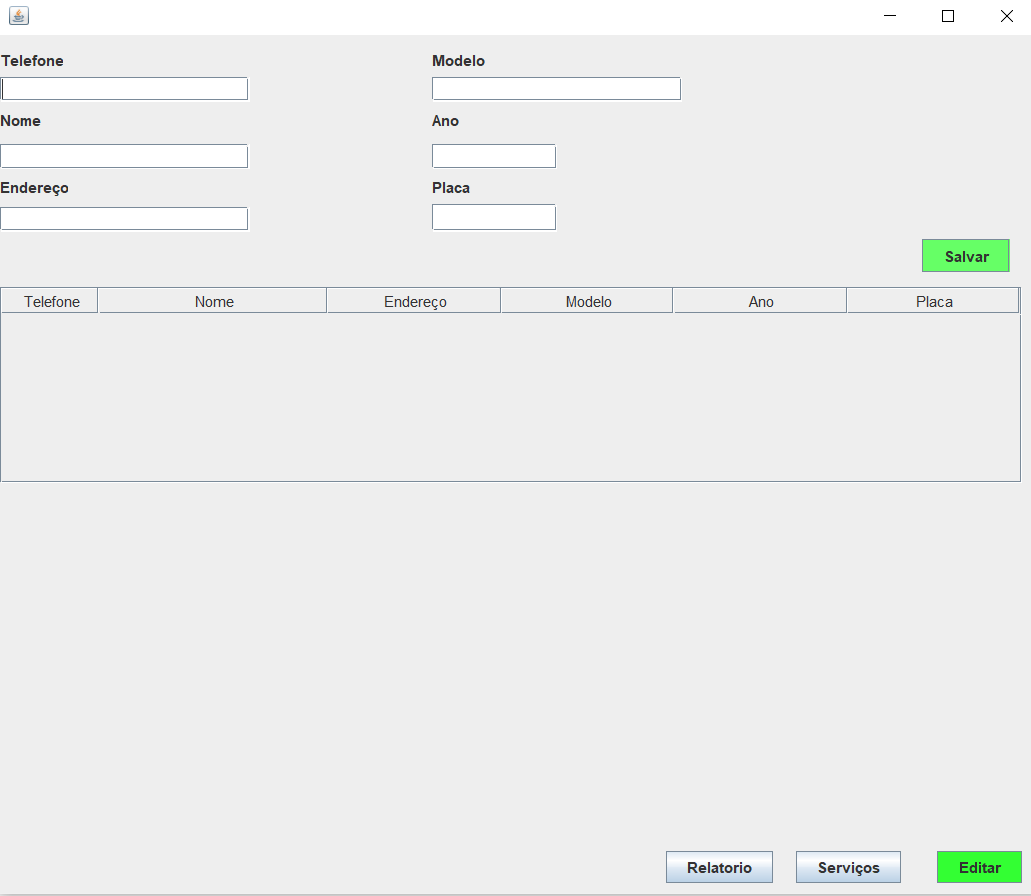 Telefone Modelo
Nome Ano
Endereço Placa
Salvar
Telefone Nome Endereço Modelo Ano Placa
Relatorio Serviços Editar